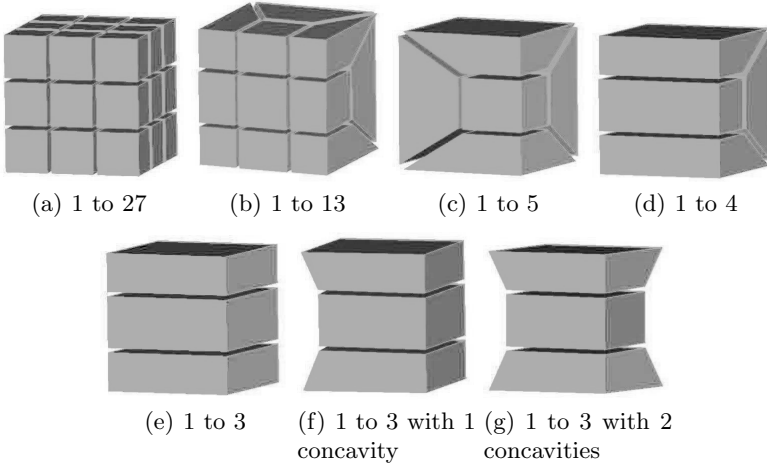 (a) 1 to 27
(b) 1 to 13
(c) 1 to 5
(d) 1 to 4
(e) 1 to 3
(f) 1 to 3 with 1
concavity
(g) 1 to 3 with 2
concavities